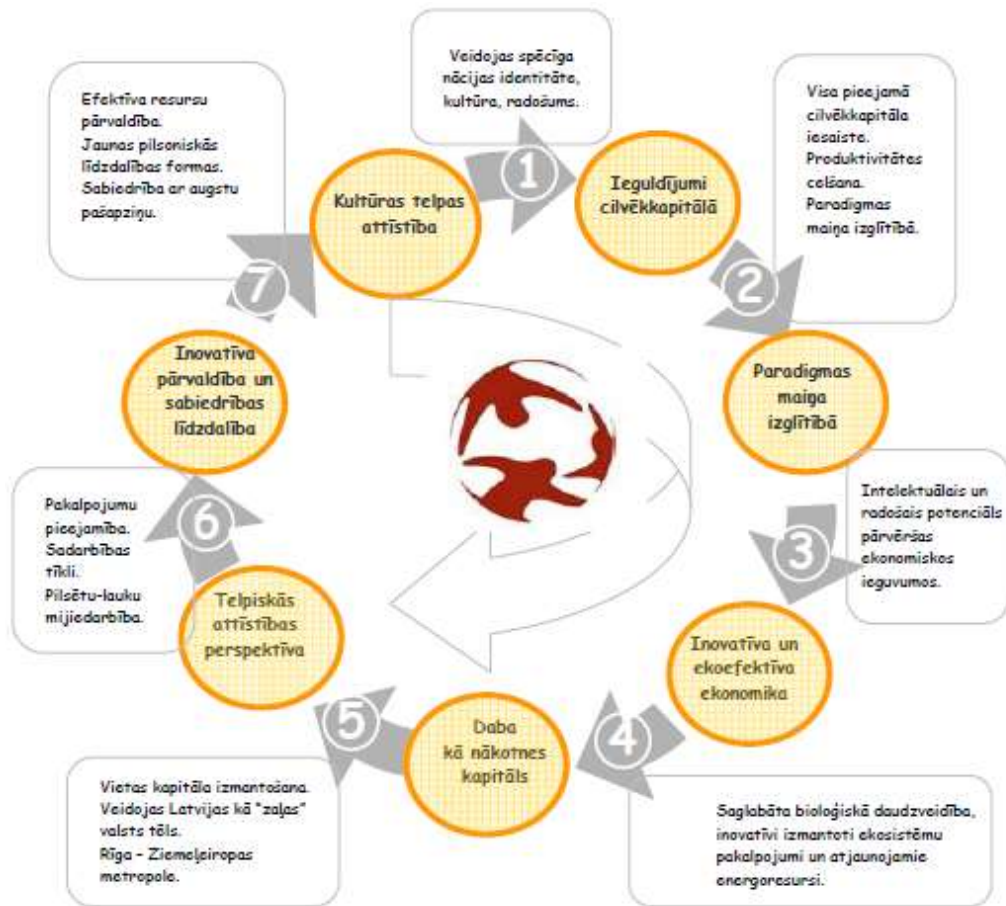 Veidojas spēcīga
nācijas identitāte,
kultūra, radošums.
1
Ieguldījumi
cilvēkkapitālā
Visa pieejamā
cilvēkkapitāla
iesaiste.
Produktivitātes
celšana.
Paradigmas
maiņa izglītībā.
2
Paradigmas
maiņa
izglītībā
Intelektuālais un
radošais potenciāls
pārvēršas
ekonomiskos
ieguvumos.
3
Inovatīva un
ekoefektīva
ekonomika
4
Saglabāta bioloģiskā daudzveidība,
inovatīvi izmantoti ekosistēmu
pakalpojumi un atjaunojamie
energoresursi.
Daba
kā nākotnes
kapitāls
5
Vietas kapitāla izmantošana.
Veidojas Latvijas kā "zaļas"
valsts tēls.
Rīga – Ziemeļeiropas
metropole.
Telpiskās
attīstības
perspektīva
6
Pakalpojumu
pieejamība.
Sadarbības
tīkli.
Pilsētu-lauku
mijiedarbība.
Inovatīva
pārvaldība un
sabiedrības
līdzdalība
7
Efektīva resursu
pārvaldība.
Jaunas pilsoniskās
līdzdalības formas.
Sabiedrība ar augstu
pašapziņu.
Kultūras telpas
attīstība